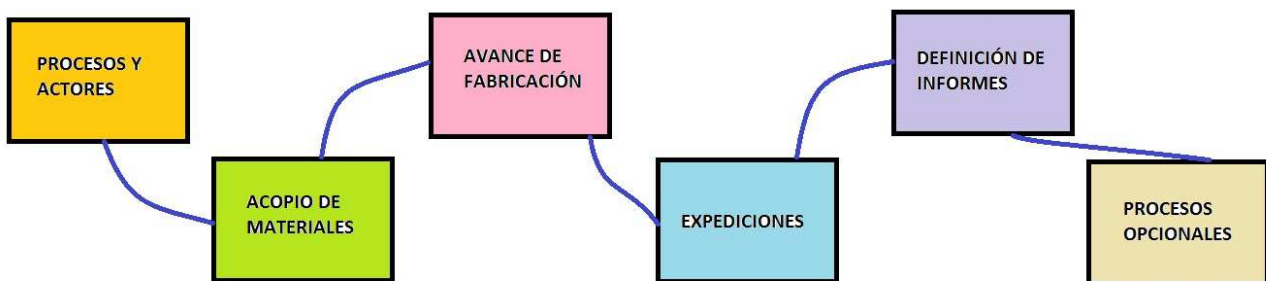 PROCESOS Y
ACTORES
ACOPIO DE
MATERIALES
AVANCE DE
FABRICACIÓN
EXPEDICIONES
DEFINICIÓN DE
INFORMES
PROCESOS
OPCIONALES